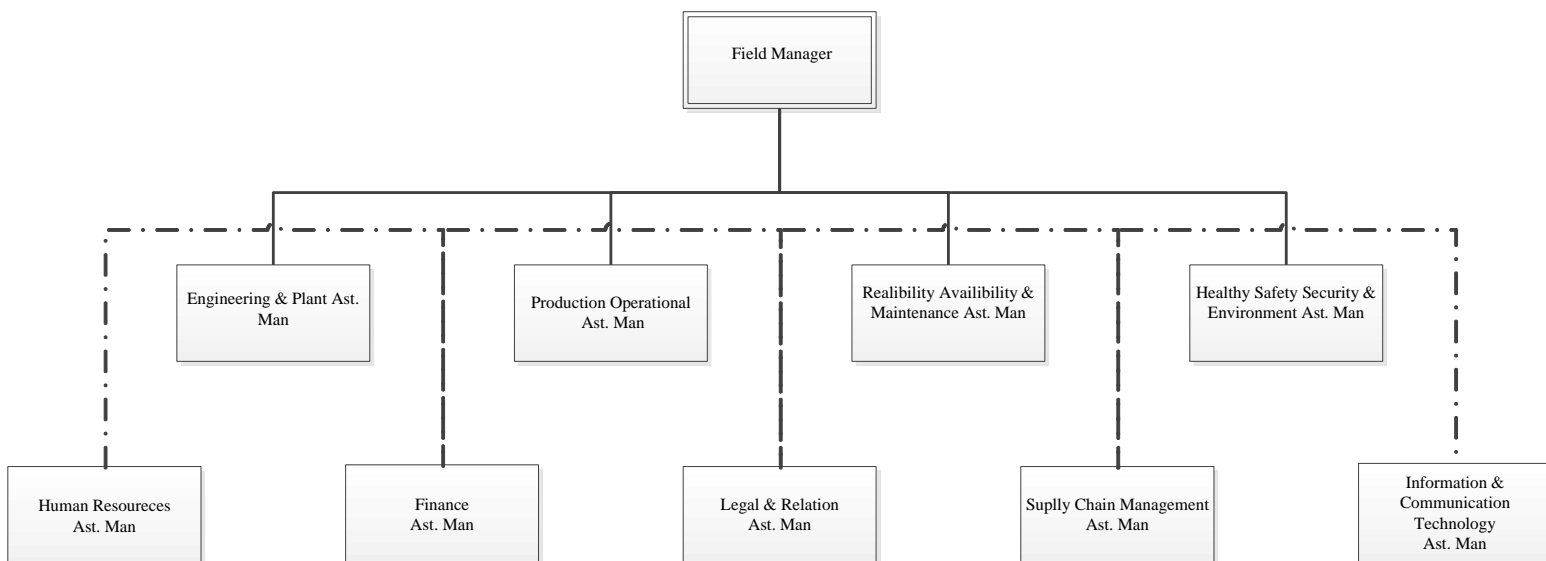 Field Manager
Engineering & Plant Ast.
Man
Production Operational
Ast. Man
Realibility Availibility &
Maintenance Ast. Man
Healthy Safety Security &
Environment Ast. Man
Human Resoureces
Ast. Man
Finance
Ast. Man
Legal & Relation
Ast. Man
Suplly Chain Management
Ast. Man
Information &
Communication
Technology
Ast. Man